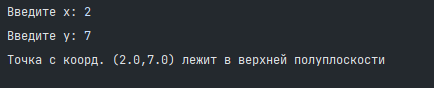 Введите x: 2
Введите y: 7
Точка с коорд. (2.0,7.0) лежит в верхней полуплоскости